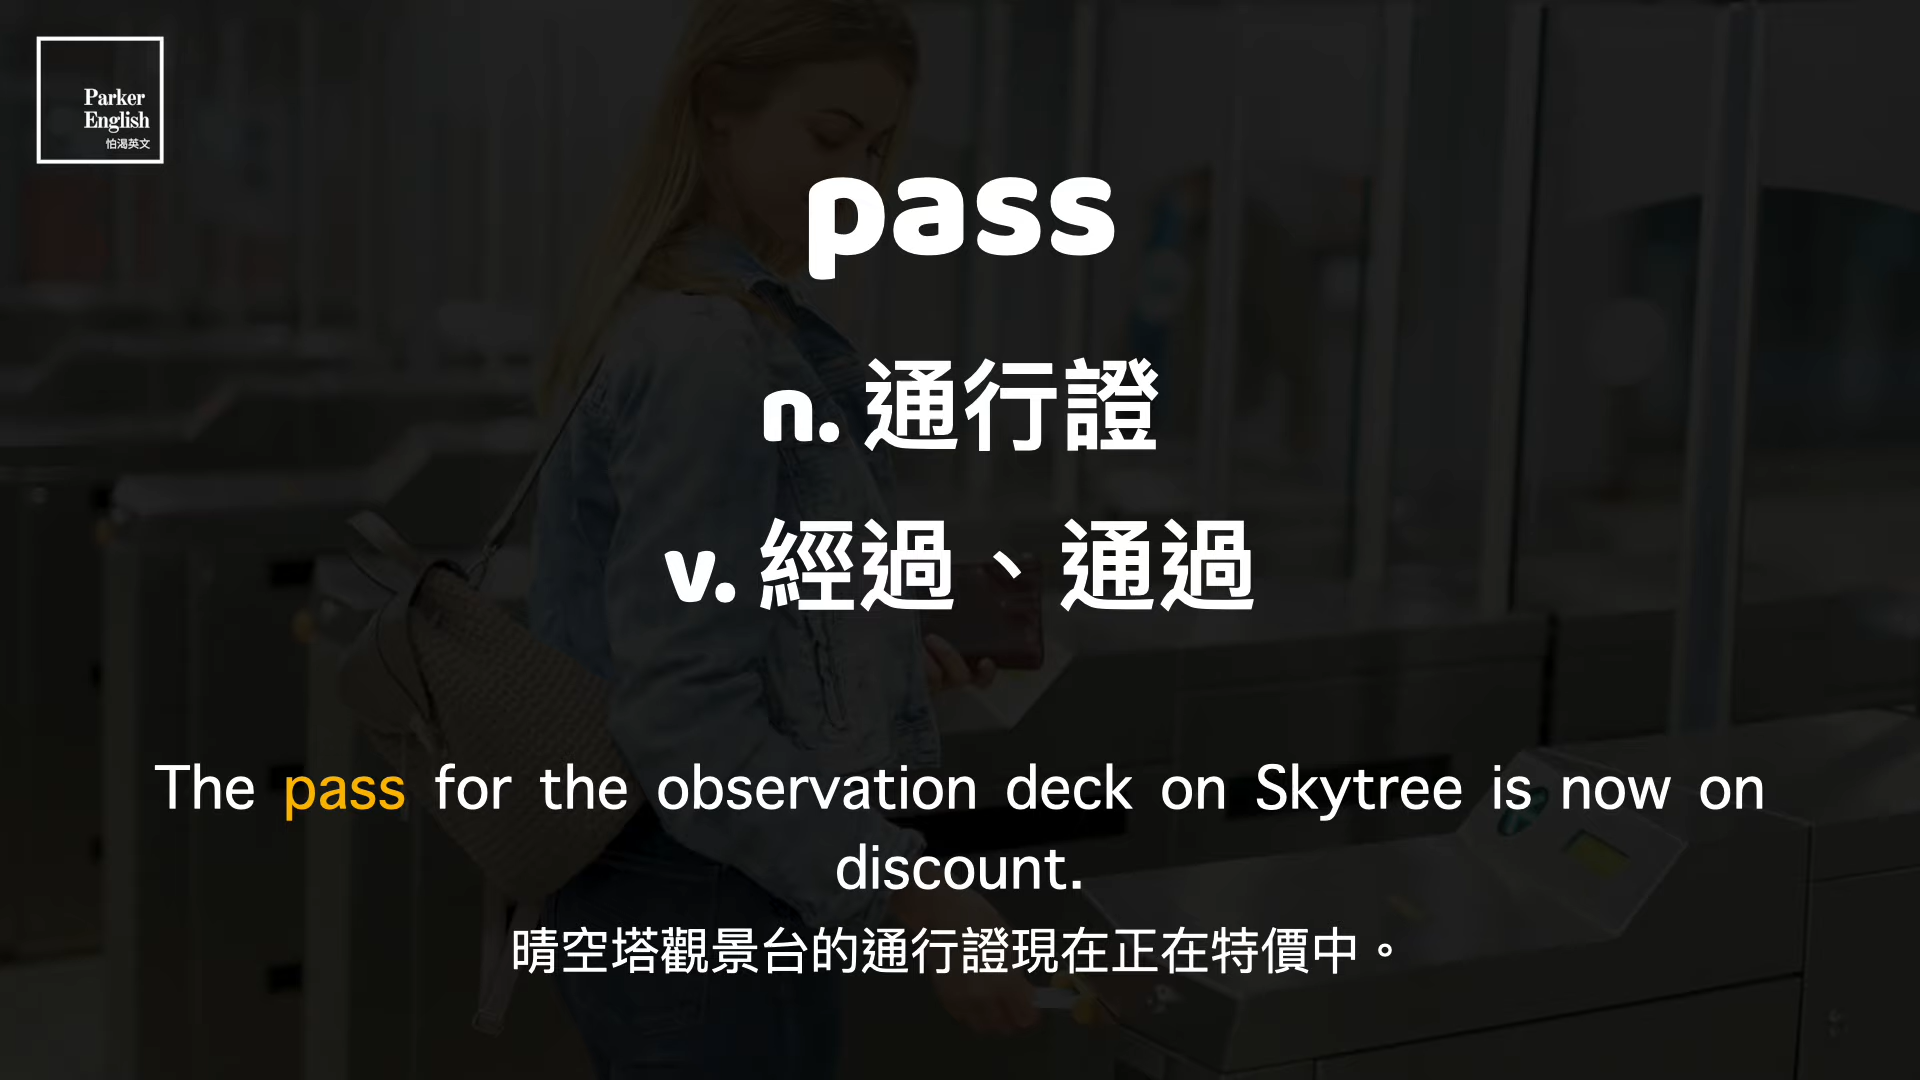 Parker
English
怕渴英文
pass
n. 通行證
v. 經過、通過
The pass for the observation deck on Skytree is now on
discount.
晴空塔觀景台的通行證現在正在特價中。